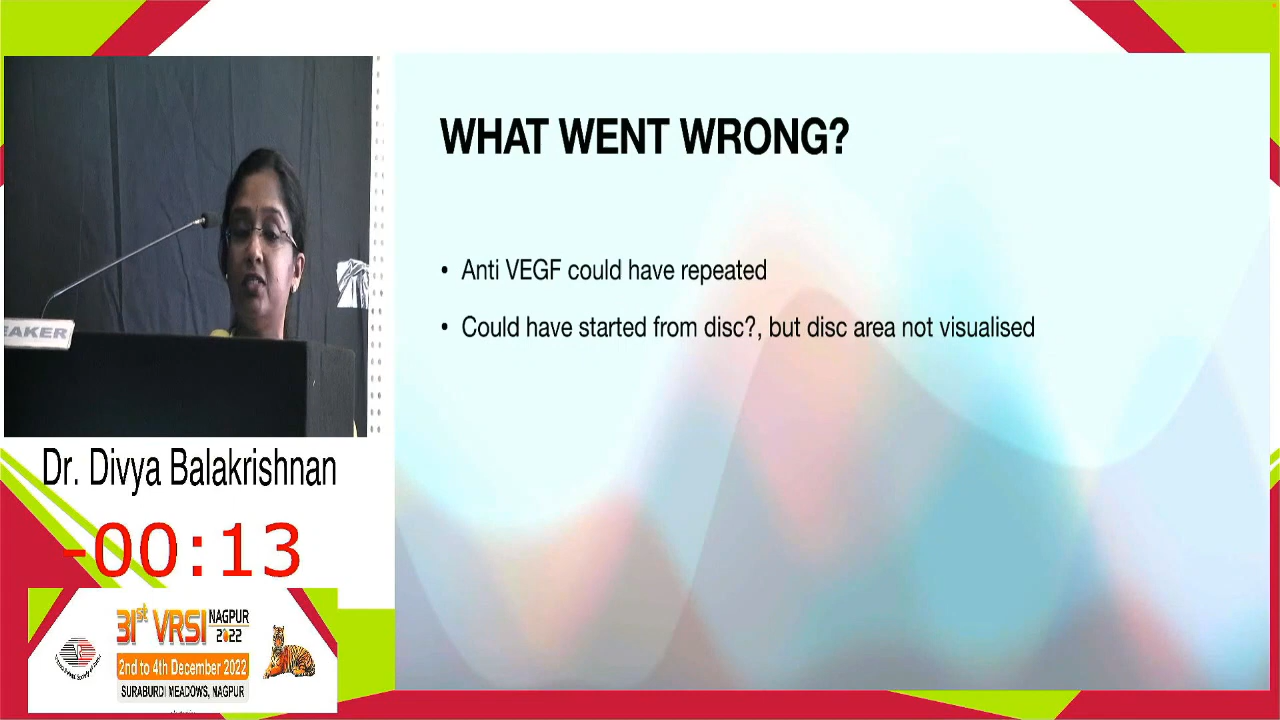 WHAT WENT WRONG?
• Anti VEGF could have repeated
• Could have started from disc?, but disc area not visualised
EAKER
Dr. Divya Balakrishnan
-00:13
31st VRSI NAGPUR 2022
2nd to 4th December 2022
SURABURDI MEADOWS, NAGPUR